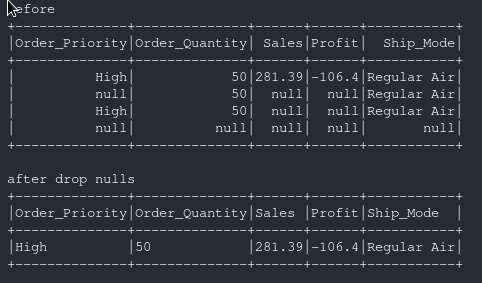 efore
+--------------+--------------+------+------+-----------+
|Order_Priority|Order_Quantity| Sales|Profit|  Ship_Mode|
+--------------+--------------+------+------+-----------+
|          High|            50|281.39|-106.4|Regular Air|
|          null|            50|  null|  null|Regular Air|
|          High|            50|  null|  null|Regular Air|
|          null|          null|  null|  null|       null|
+--------------+--------------+------+------+-----------+
after drop nulls
+--------------+--------------+------+------+-----------+
|Order_Priority|Order_Quantity|Sales |Profit|Ship_Mode  |
+--------------+--------------+------+------+-----------+
|High          |50            |281.39|-106.4|Regular Air|
+--------------+--------------+------+------+-----------+